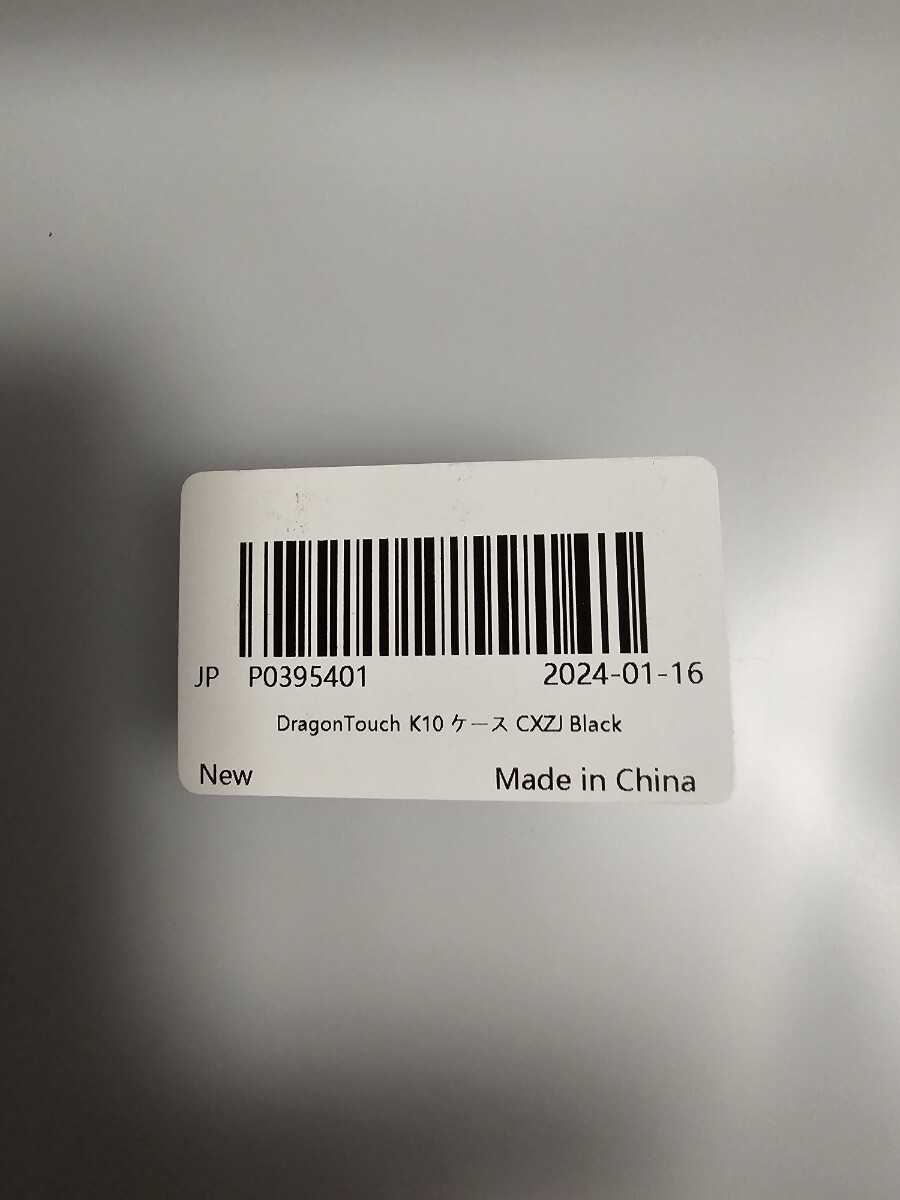 JP P0395401 2024-01-16
DragonTouch K10 ケース CXZJ Black
New Made in China